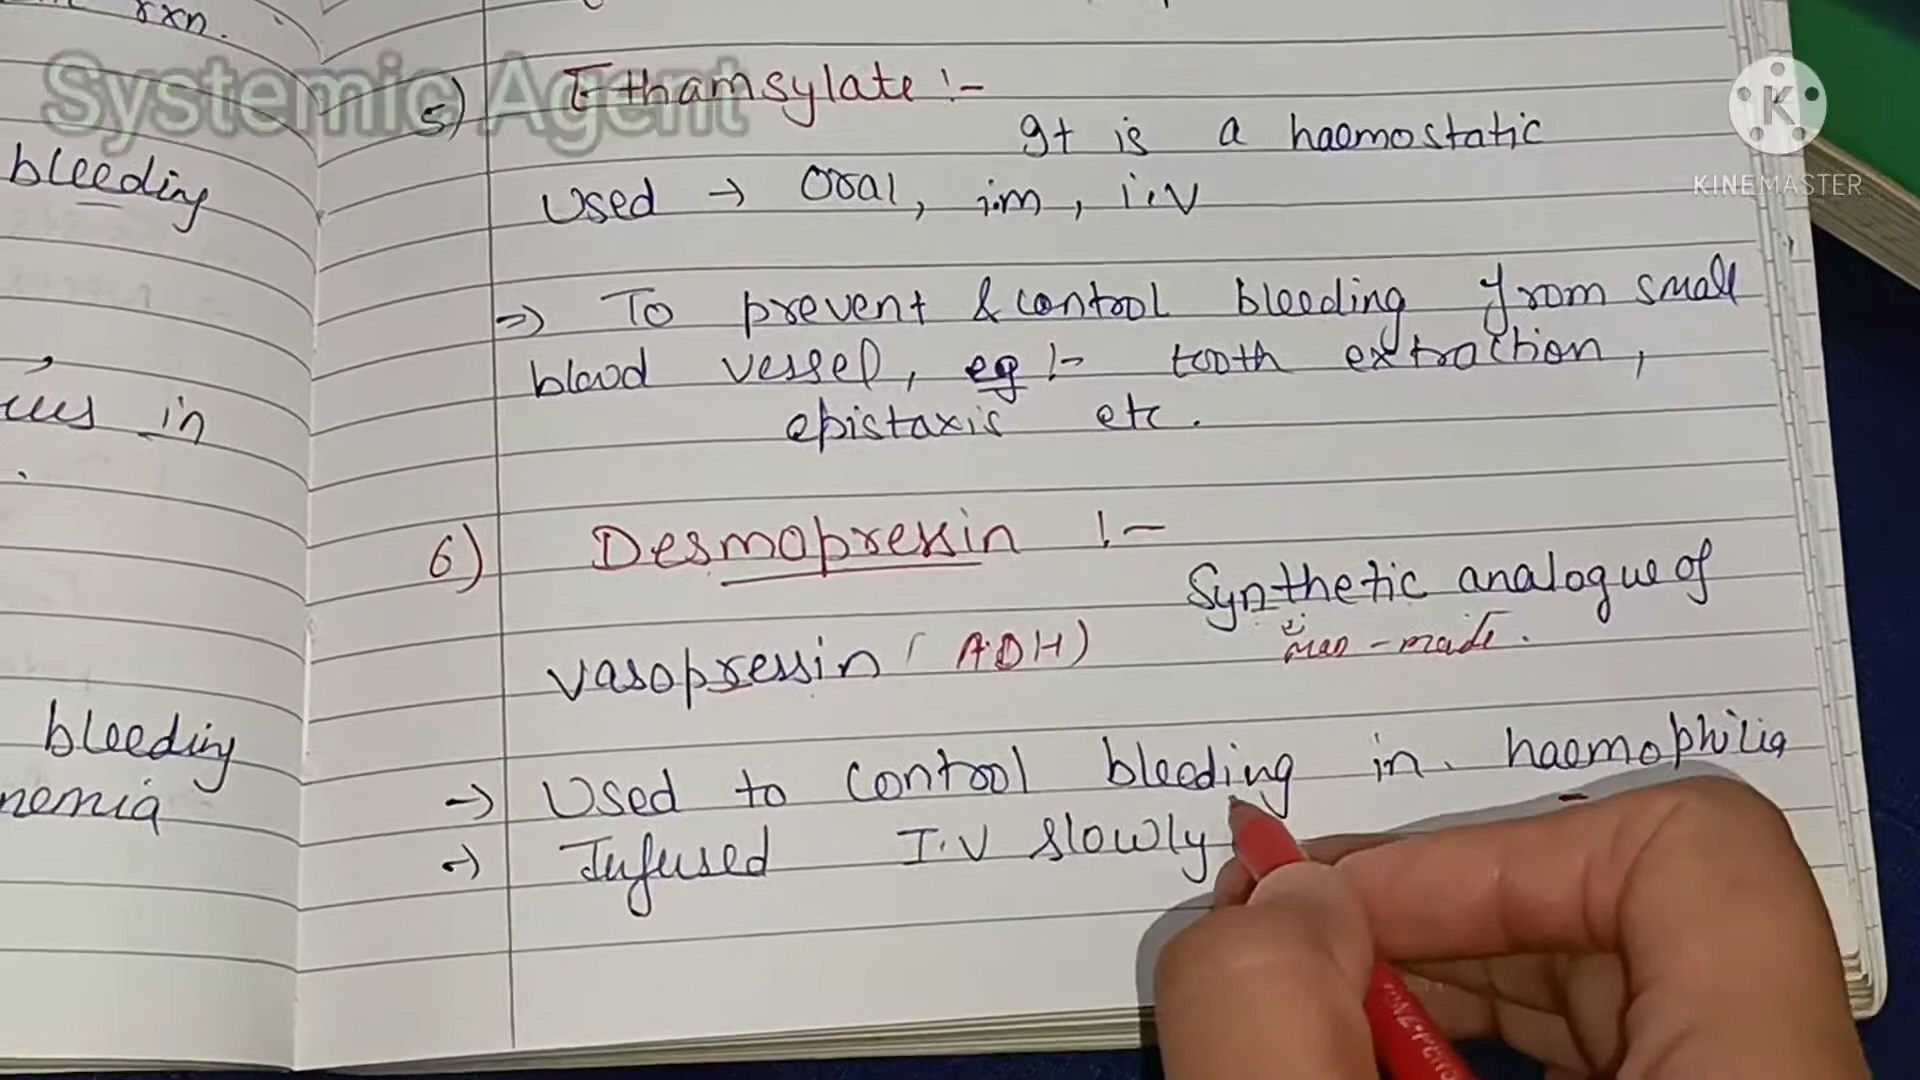 rxn.
Systemic Agent
bleeding
in
bleeding
nemia
5) Ethamsylate :-
It is a haemostatic
Used → Oral, i.m, i.v
→ To prevent & control bleeding from small
blood vessel, eg :- tooth extraction,
epistaxis etc.
6) Desmopressin :-
Synthetic analogue of
man-made.
vasopressin (ADH)
→ Used to control bleeding in haemophilia
→ Infused I.V slowly
K
KINEMASTER